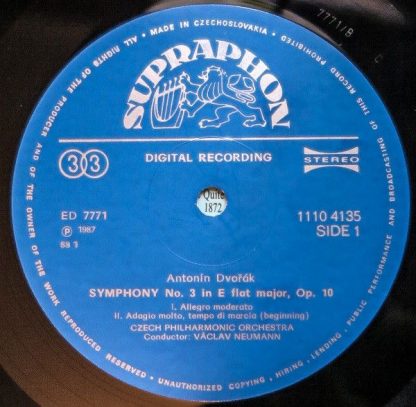 7771/B
C
ALL RIGHTS OF THE PRODUCER AND OF THE OWNER OF THE WORK REPRODUCED RESERVED • UNAUTHORIZED COPYING, HIRING, LENDING, PUBLIC PERFORMANCE AND BROADCASTING OF THIS RECORD PROHIBITED • MADE IN CZECHOSLOVAKIA •
SUPRAPHON
33
DIGITAL RECORDING
STEREO
ED 7771
℗ 1987
Quite
1872
1110 4135
SIDE 1
Antonín Dvořák
SYMPHONY No. 3 in E flat major, Op. 10
I. Allegro moderato
II. Adagio molto, tempo di marcia (beginning)
CZECH PHILHARMONIC ORCHESTRA
Conductor: VÁCLAV NEUMANN